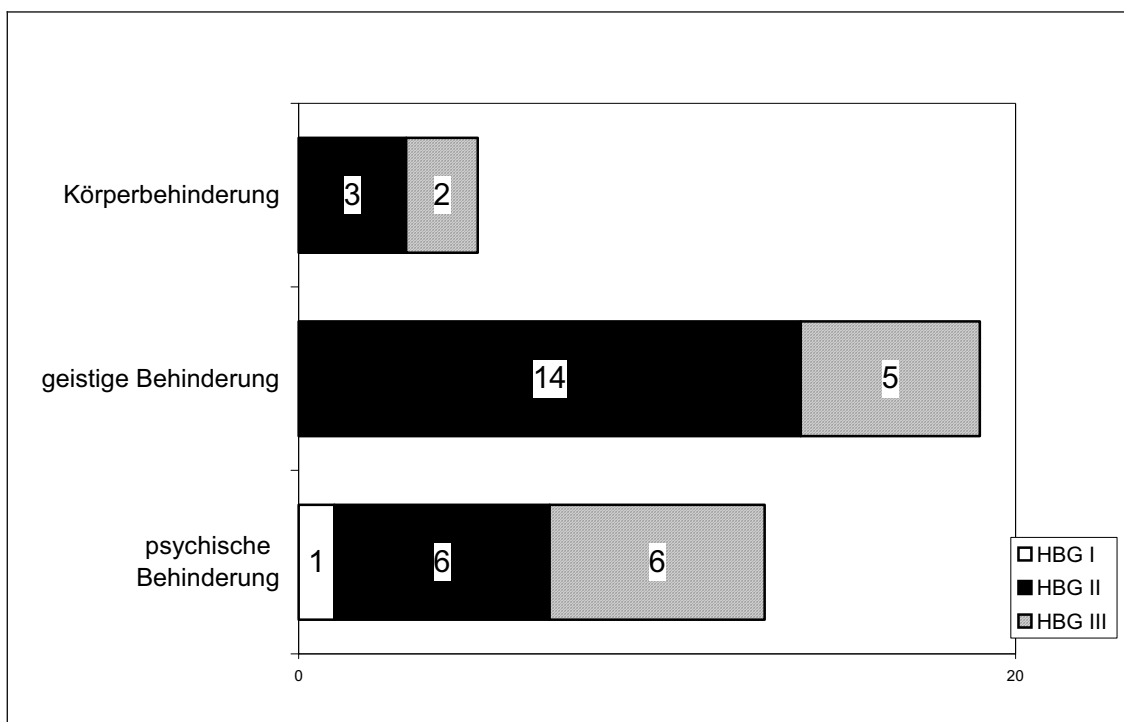 Körperbehinderung
3
2
geistige Behinderung
14
5
psychische
Behinderung
1
6
6
HBG I
HBG II
HBG III
0
20